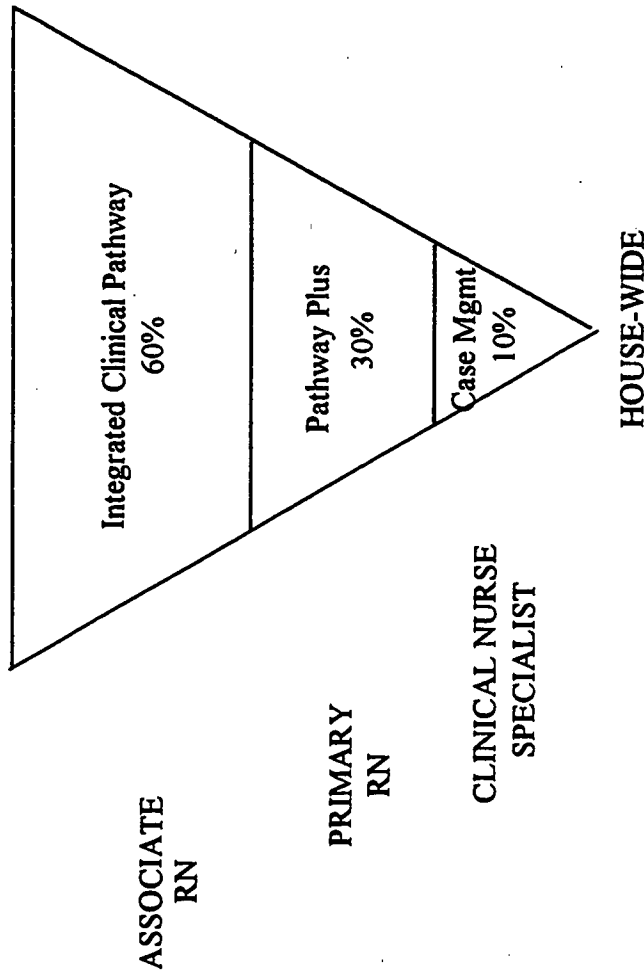 Integrated Clinical Pathway
60%
Pathway Plus
30%
Case Mgmt
10%
ASSOCIATE
RN
PRIMARY
RN
CLINICAL NURSE
SPECIALIST
HOUSE-WIDE